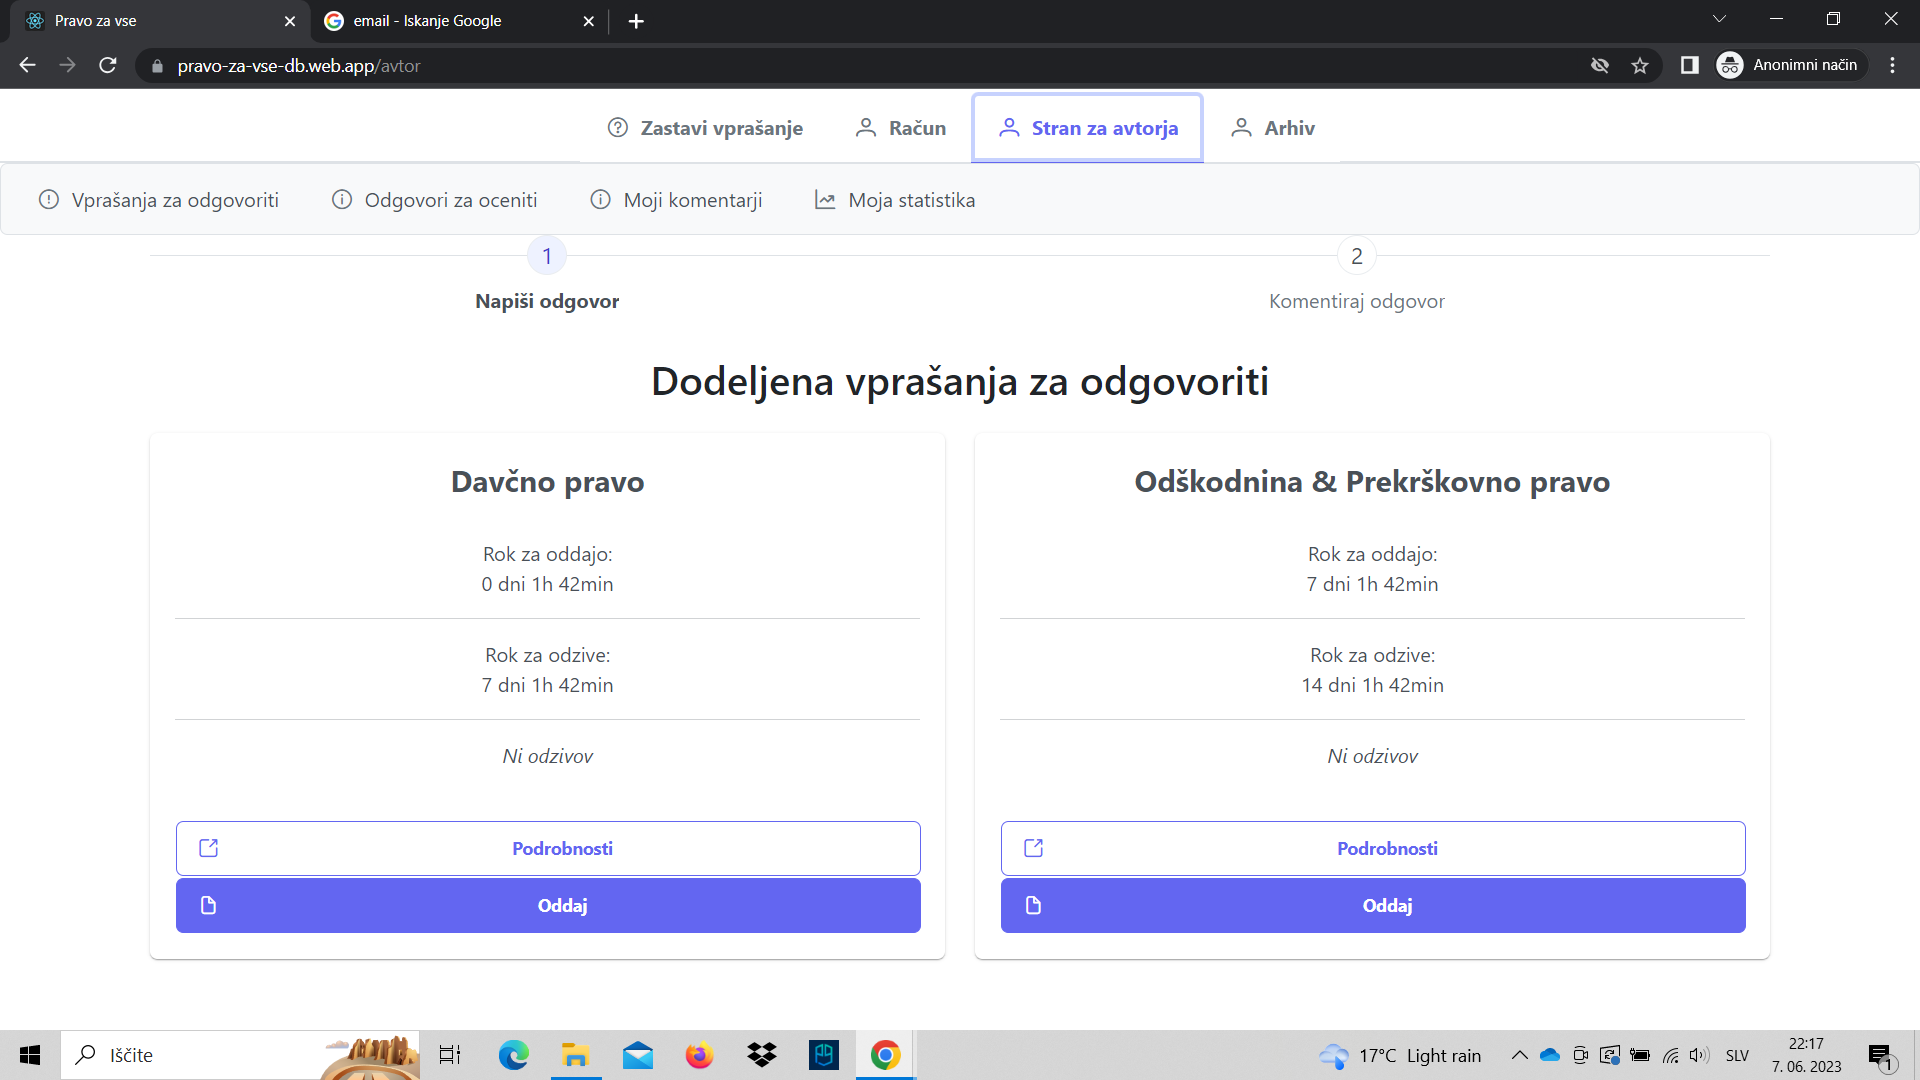 Pravo za vse
email - Iskanje Google
pravo-za-vse-db.web.app/avtor
Anonimni način
Zastavi vprašanje
Račun
Stran za avtorja
Arhiv
Vprašanja za odgovoriti
Odgovori za oceniti
Moji komentarji
Moja statistika
1
2
Napiši odgovor
Komentiraj odgovor
Dodeljena vprašanja za odgovoriti
Davčno pravo
Rok za oddajo:
0 dni 1h 42min
Rok za odzive:
7 dni 1h 42min
Ni odzivov
Podrobnosti
Oddaj
Odškodnina & Prekrškovno pravo
Rok za oddajo:
7 dni 1h 42min
Rok za odzive:
14 dni 1h 42min
Ni odzivov
Podrobnosti
Oddaj
Iščite
17°C Light rain
SLV
22:17
7. 06. 2023
1